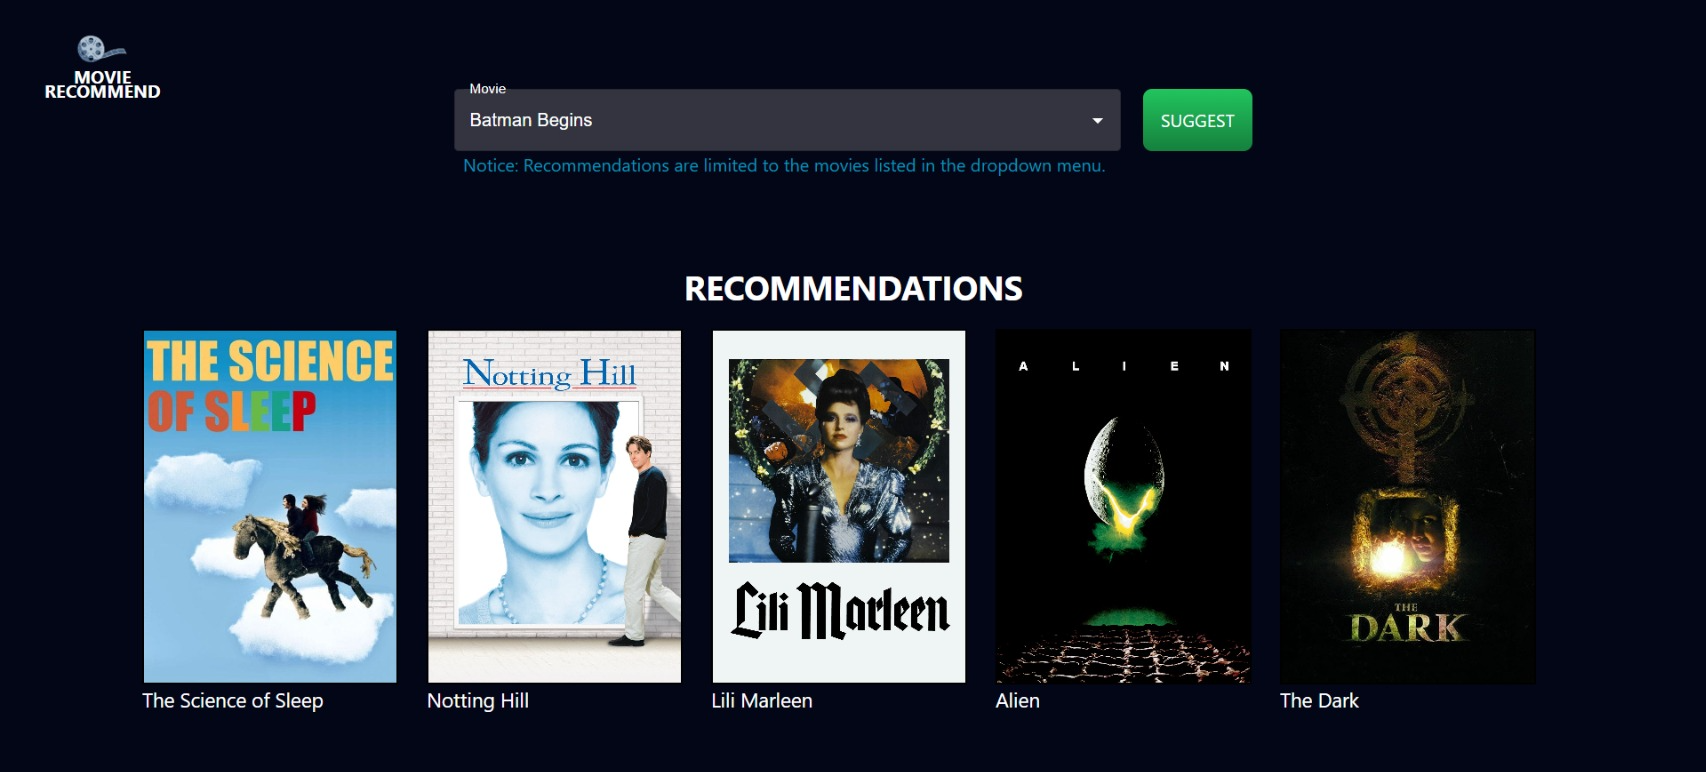 MOVIE
RECOMMEND
Movie
Batman Begins
SUGGEST
Notice: Recommendations are limited to the movies listed in the dropdown menu.
RECOMMENDATIONS
THE SCIENCE
OF SLEEP
Notting Hill
Lili Marleen
A L I E N
THE
DARK
The Science of Sleep
Notting Hill
Lili Marleen
Alien
The Dark